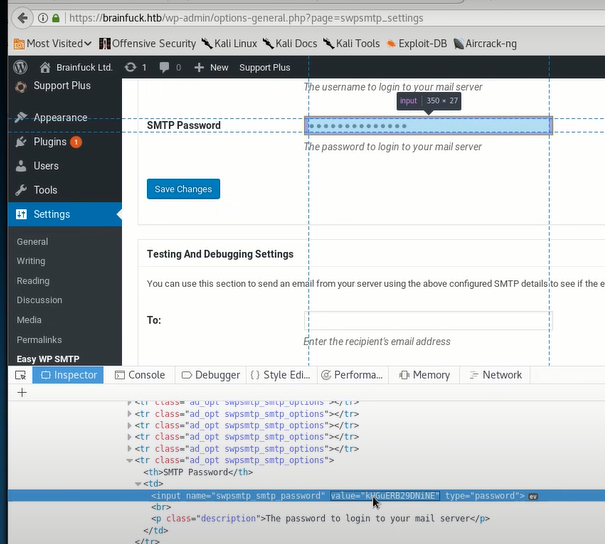 https://brainfuck.htb/wp-admin/options-general.php?page=swpsmtp_settings
Most Visited Offensive Security Kali Linux Kali Docs Kali Tools Exploit-DB Aircrack-ng
Brainfuck Ltd. 1 0 + New Support Plus
Support Plus
The username to login to your mail server
input 350 × 27
Appearance
SMTP Password
Plugins 1
The password to login to your mail server
Users
Tools
Save Changes
Settings
General
Writing
Testing And Debugging Settings
Reading
You can use this section to send an email from your server using the above configured SMTP details to see if the e
Discussion
Media
To:
Permalinks
Enter the recipient's email address
Easy WP SMTP
Inspector Console Debugger Style Edi... Performa... Memory Network
+
<tr class="ad_opt swpsmtp_smtp_options"></tr>
<tr class="ad_opt swpsmtp_smtp_options"></tr>
<tr class="ad_opt swpsmtp_smtp_options"></tr>
<tr class="ad_opt swpsmtp_smtp_options"></tr>
<tr class="ad_opt swpsmtp_smtp_options">
<th>SMTP Password</th>
<td>
<input name="swpsmtp_smtp_password" type="password"> ev
<br>
<p class="description">The password to login to your mail server</p>
</td>
</tr>